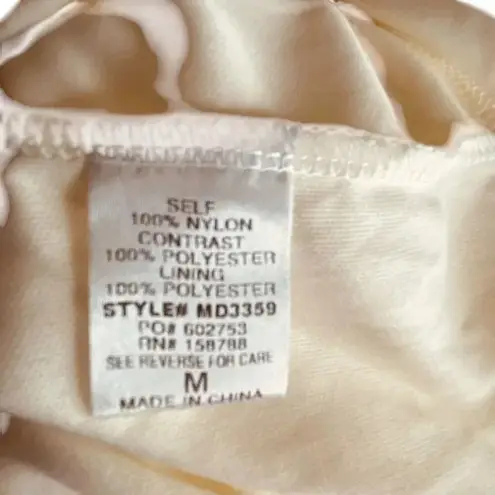 SELF
100% NYLON
CONTRAST
100% POLYESTER
LINING
100% POLYESTER
STYLE# MD3359
PO# 602753
RN# 158788
SEE REVERSE FOR CARE
M
MADE IN CHINA